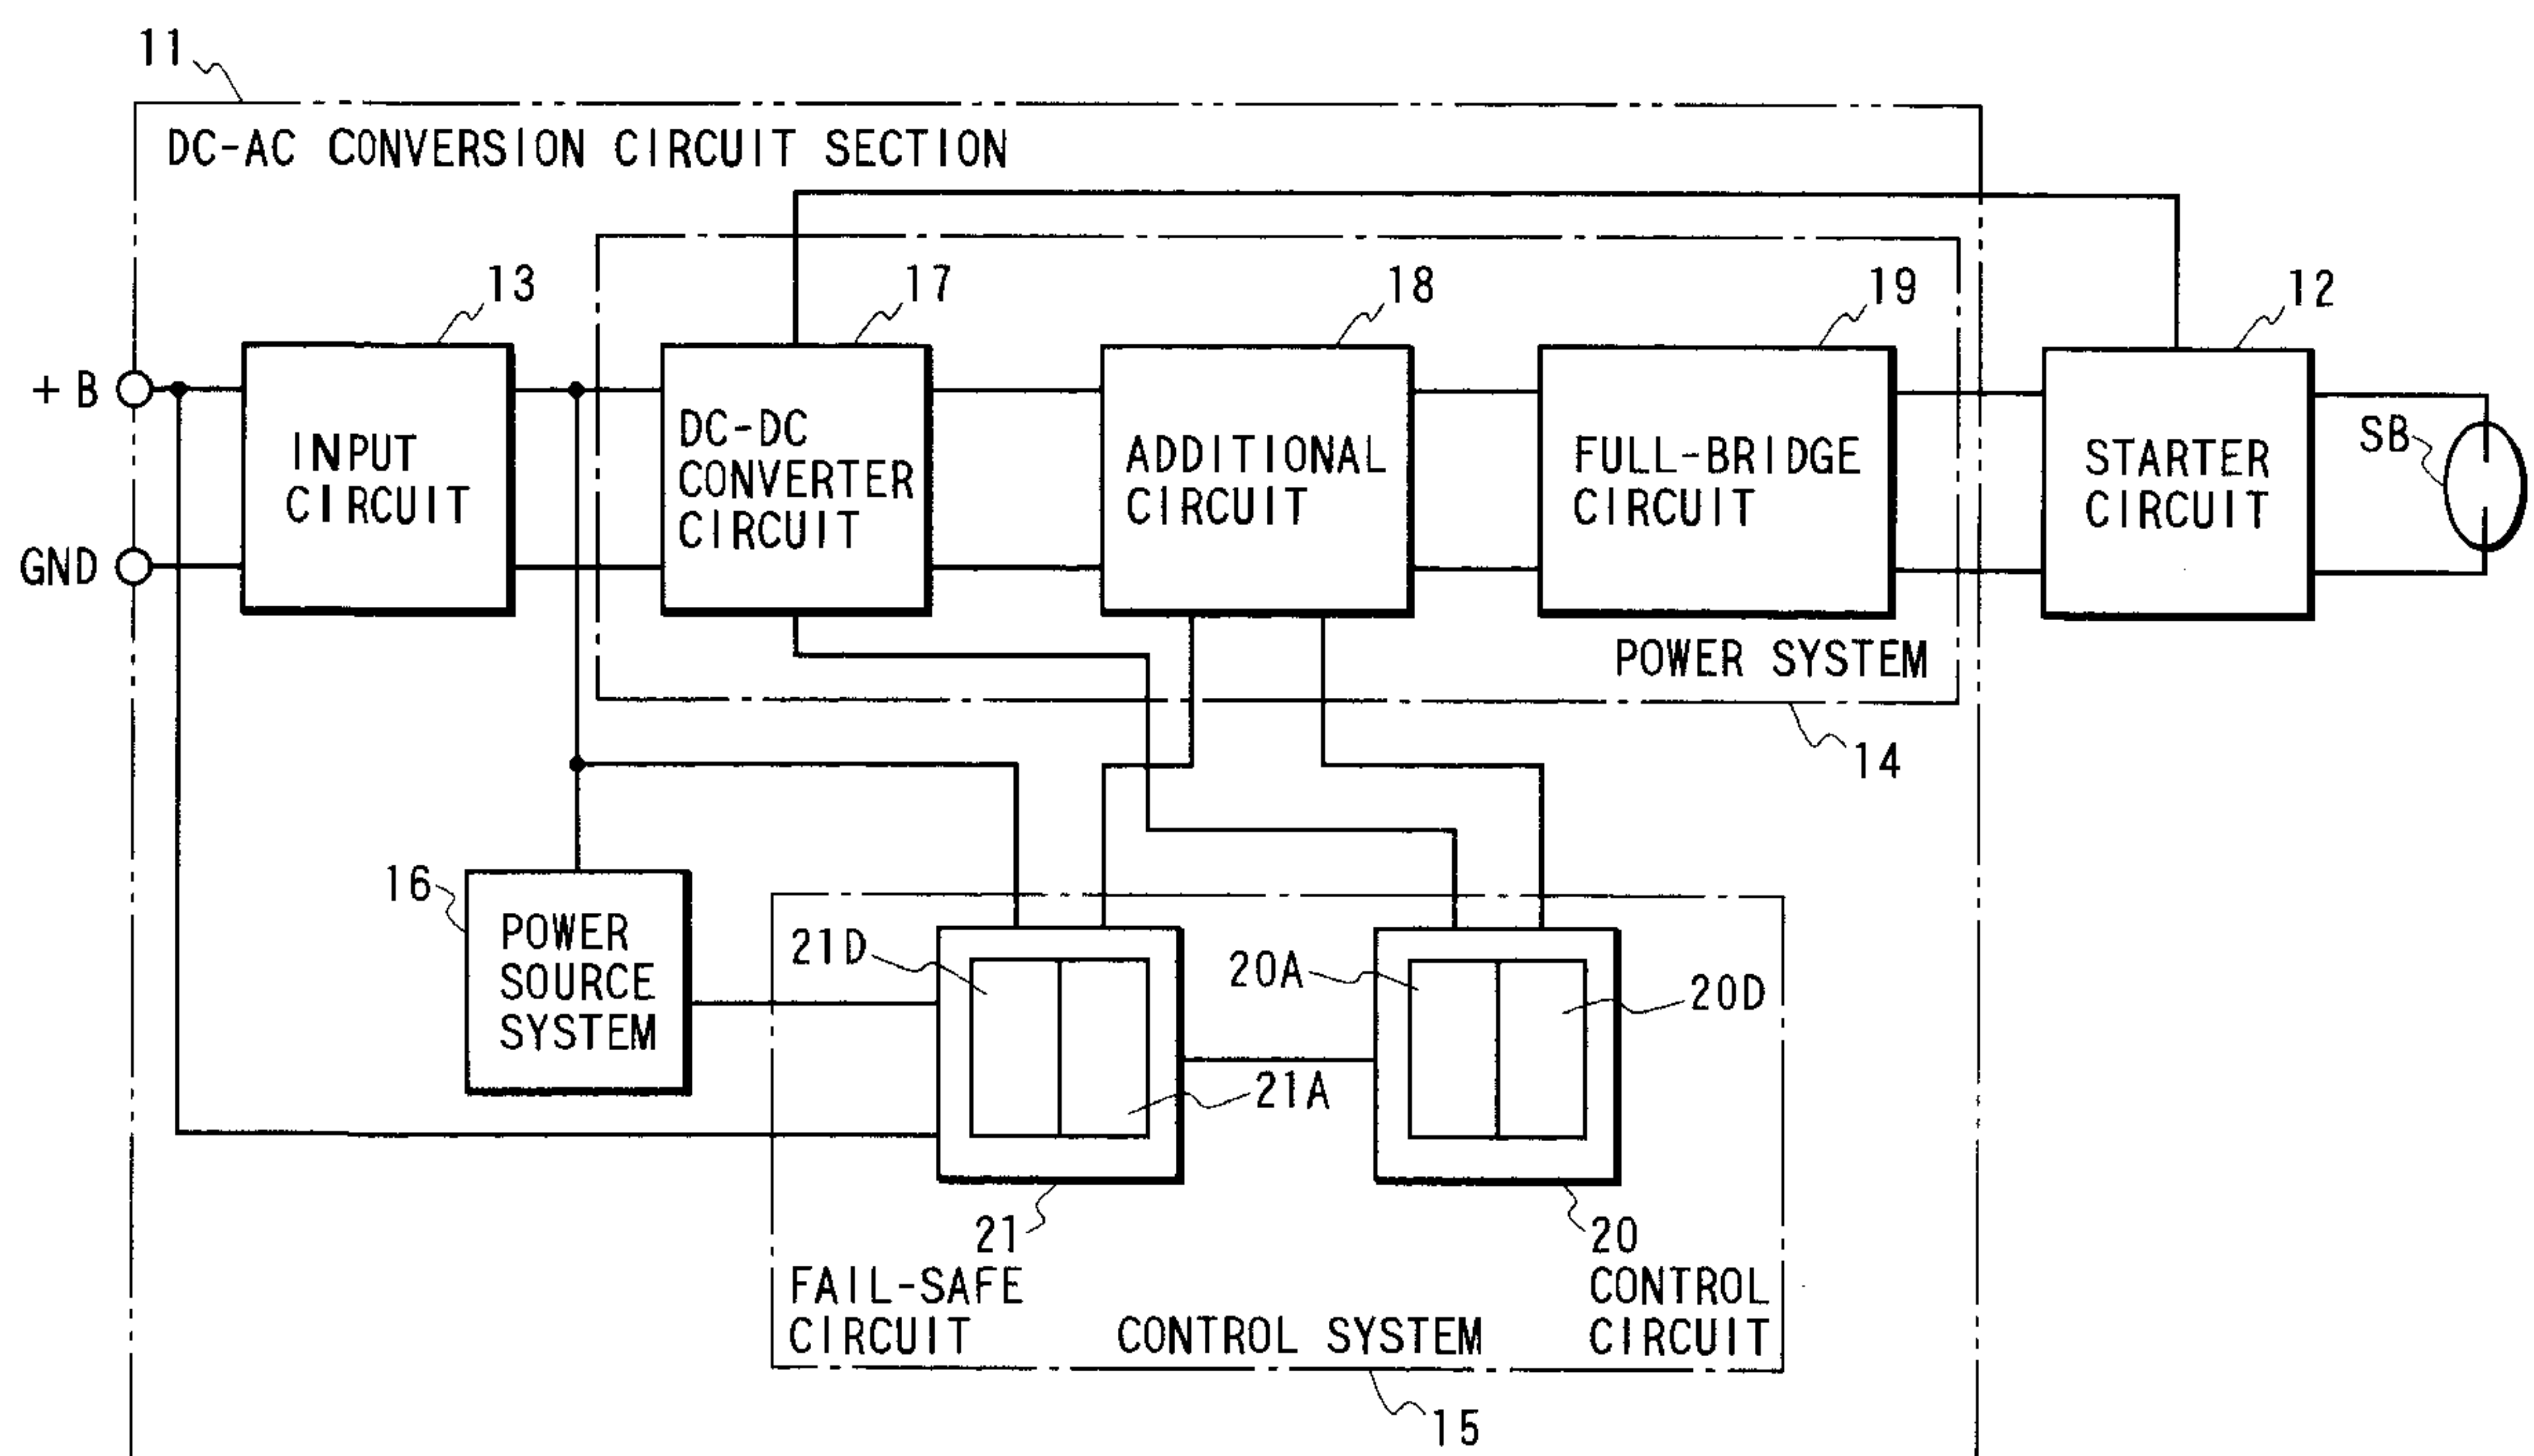 11
DC-AC CONVERSION CIRCUIT SECTION
13
17
18
19
12
+ B
GND
INPUT
CIRCUIT
DC-DC
CONVERTER
CIRCUIT
ADDITIONAL
CIRCUIT
FULL-BRIDGE
CIRCUIT
STARTER
CIRCUIT
SB
POWER SYSTEM
14
16
POWER
SOURCE
SYSTEM
21D
21A
20A
20D
21
FAIL-SAFE
CIRCUIT
CONTROL SYSTEM
20
CONTROL
CIRCUIT
15